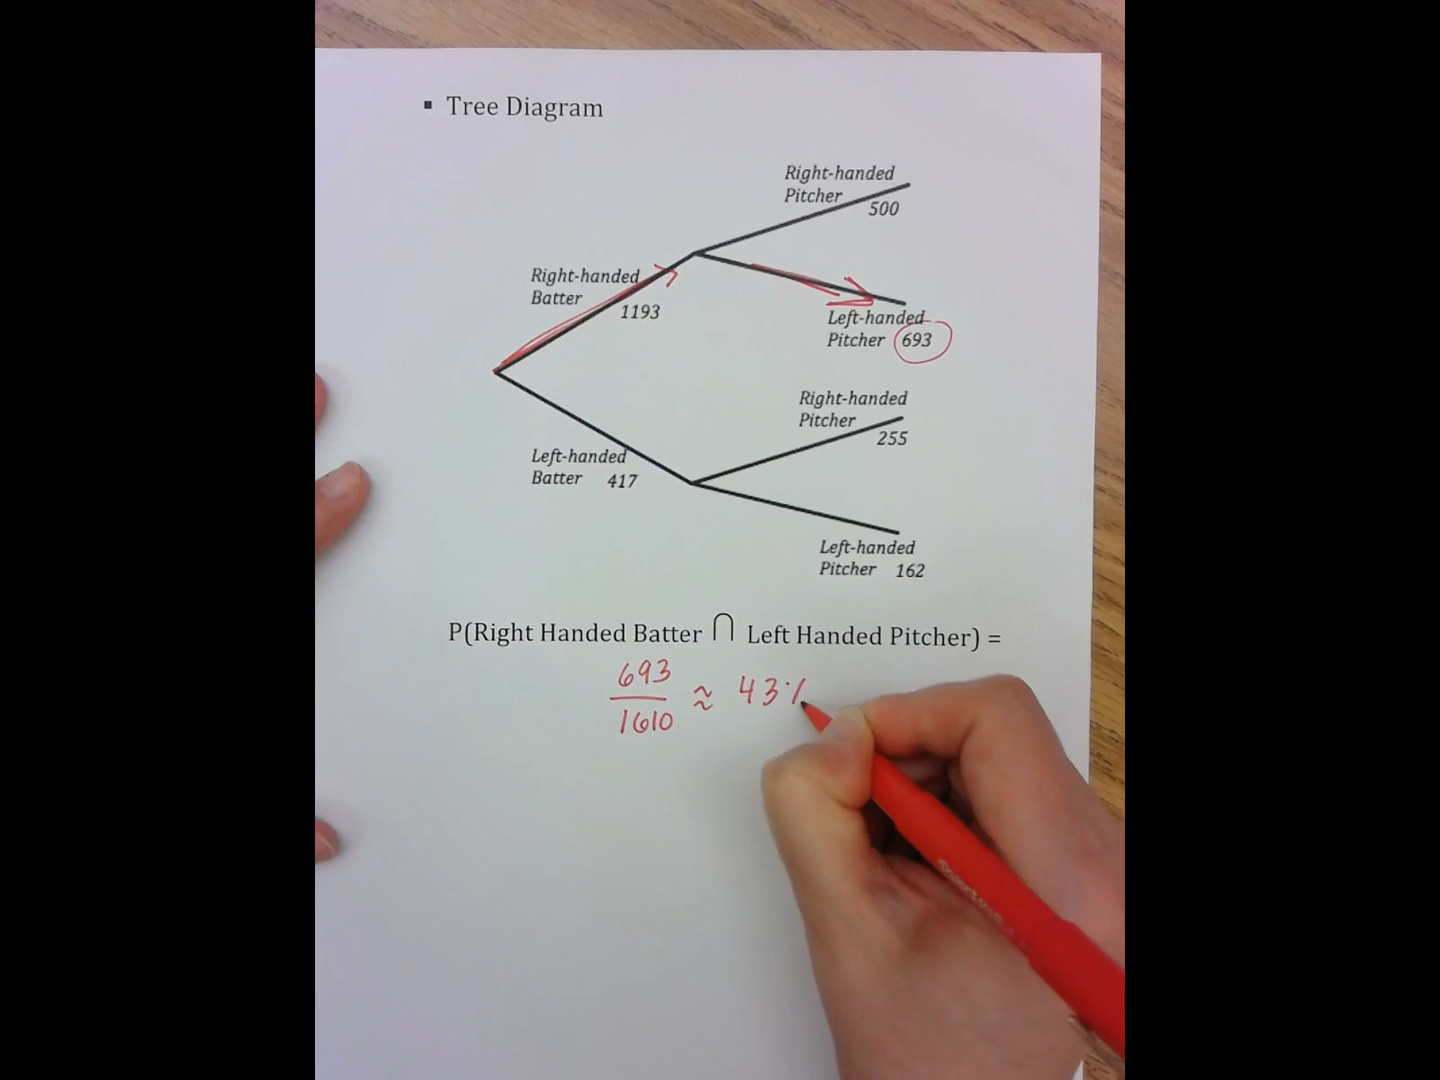 ▪ Tree Diagram
Right-handed
Pitcher
500
Right-handed
Batter
1193
Left-handed
Pitcher 693
Right-handed
Pitcher
255
Left-handed
Batter 417
Left-handed
Pitcher 162
P(Right Handed Batter ∩ Left Handed Pitcher) =
693
1610
≈ 43%